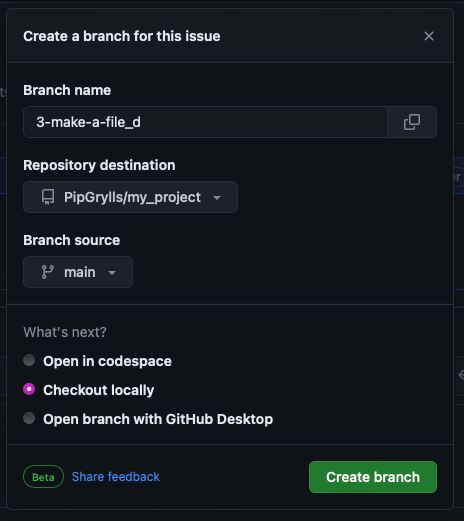 Create a branch for this issue
Branch name
3-make-a-file_d
Repository destination
PipGrylls/my_project
Branch source
main
What's next?
Open in codespace
Checkout locally
Open branch with GitHub Desktop
Beta Share feedback
Create branch